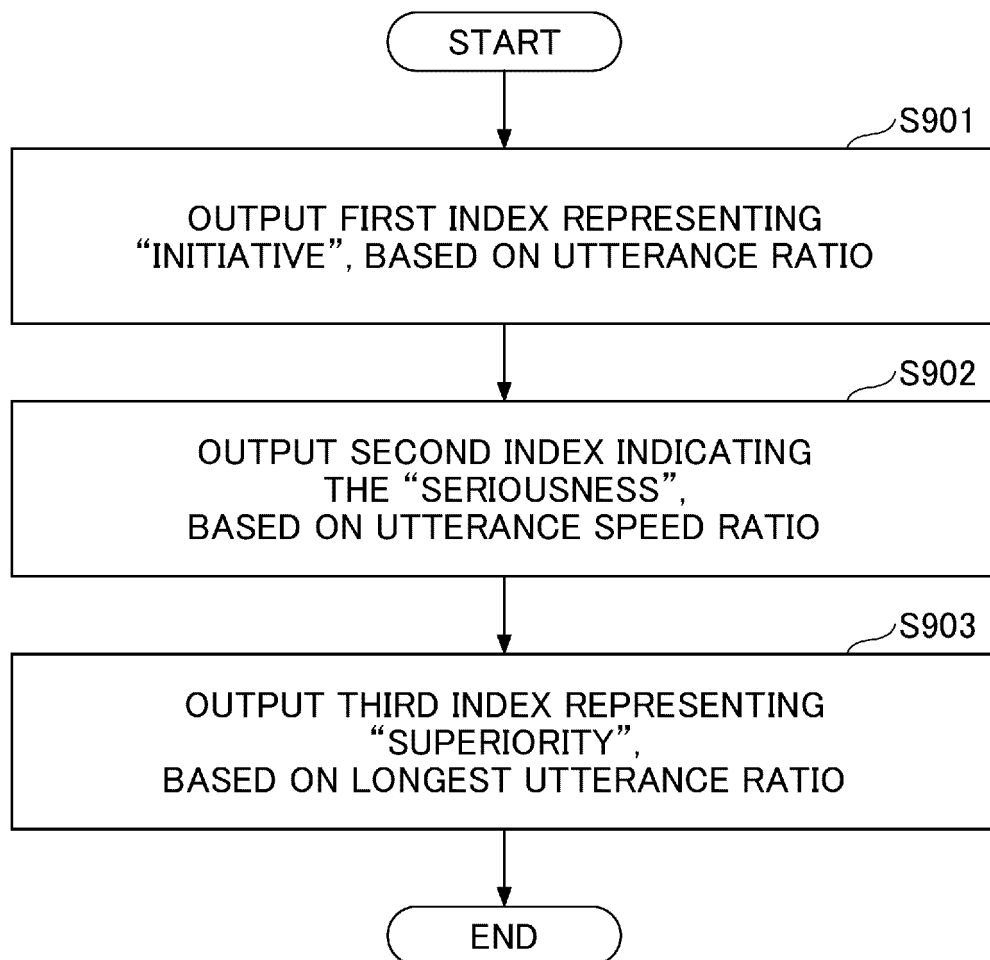 START
S901
OUTPUT FIRST INDEX REPRESENTING
“INITIATIVE”, BASED ON UTTERANCE RATIO
S902
OUTPUT SECOND INDEX INDICATING
THE “SERIOUSNESS”,
BASED ON UTTERANCE SPEED RATIO
S903
OUTPUT THIRD INDEX REPRESENTING
“SUPERIORITY”,
BASED ON LONGEST UTTERANCE RATIO
END